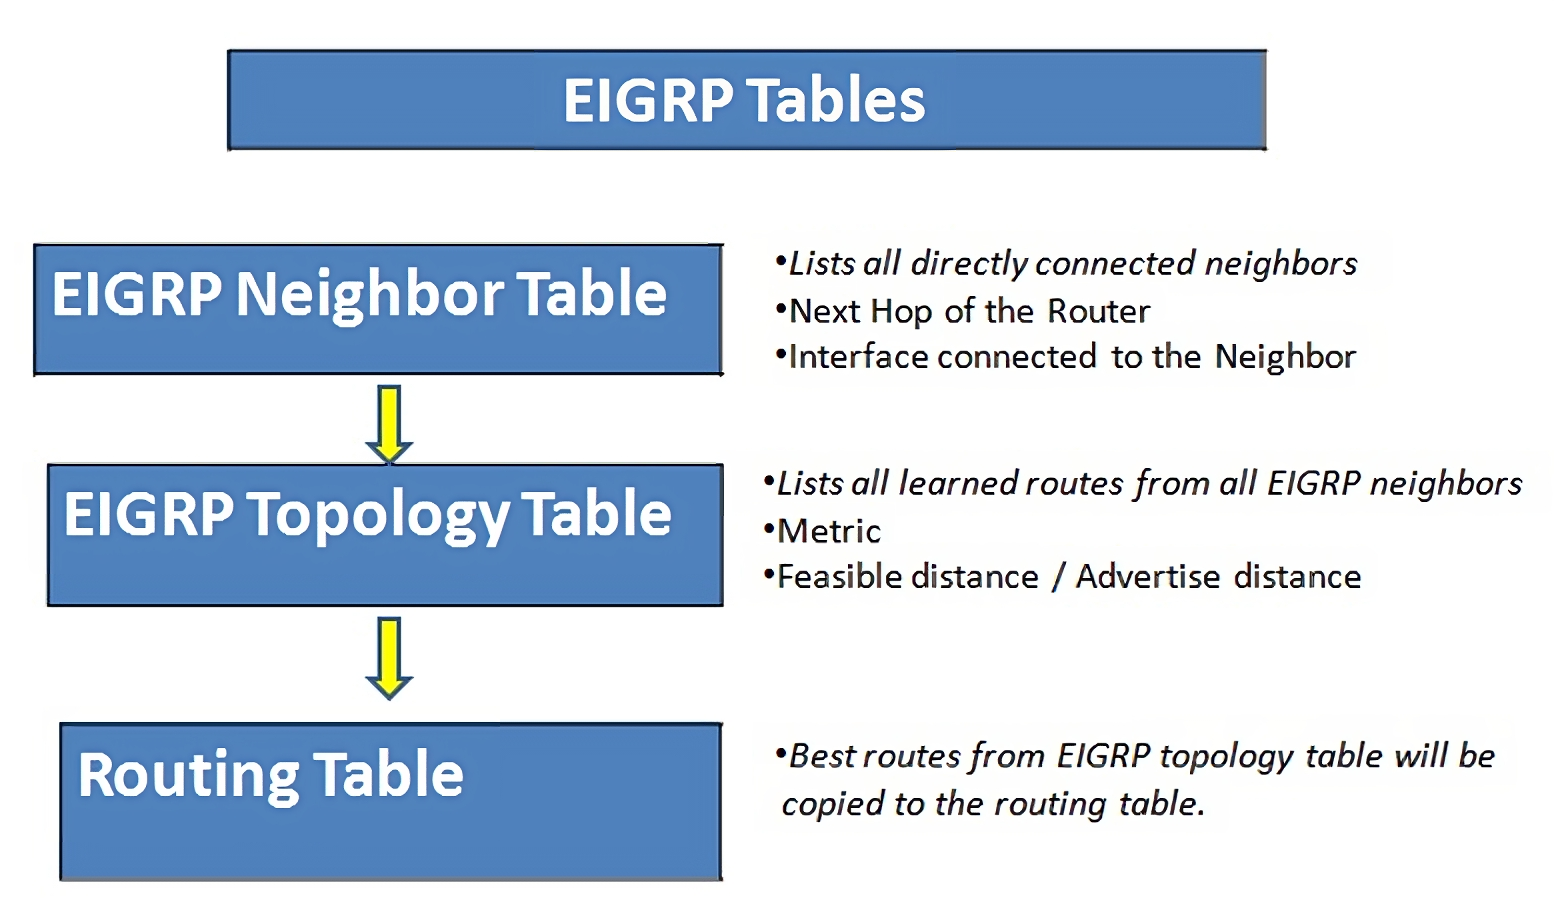 EIGRP Tables
EIGRP Neighbor Table
•Lists all directly connected neighbors
•Next Hop of the Router
•Interface connected to the Neighbor
EIGRP Topology Table
•Lists all learned routes from all EIGRP neighbors
•Metric
•Feasible distance / Advertise distance
Routing Table
•Best routes from EIGRP topology table will be
copied to the routing table.